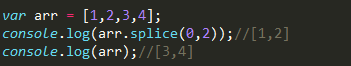 var arr = [1,2,3,4];
console.log(arr.splice(0,2));//[1,2]
console.log(arr);//[3,4]